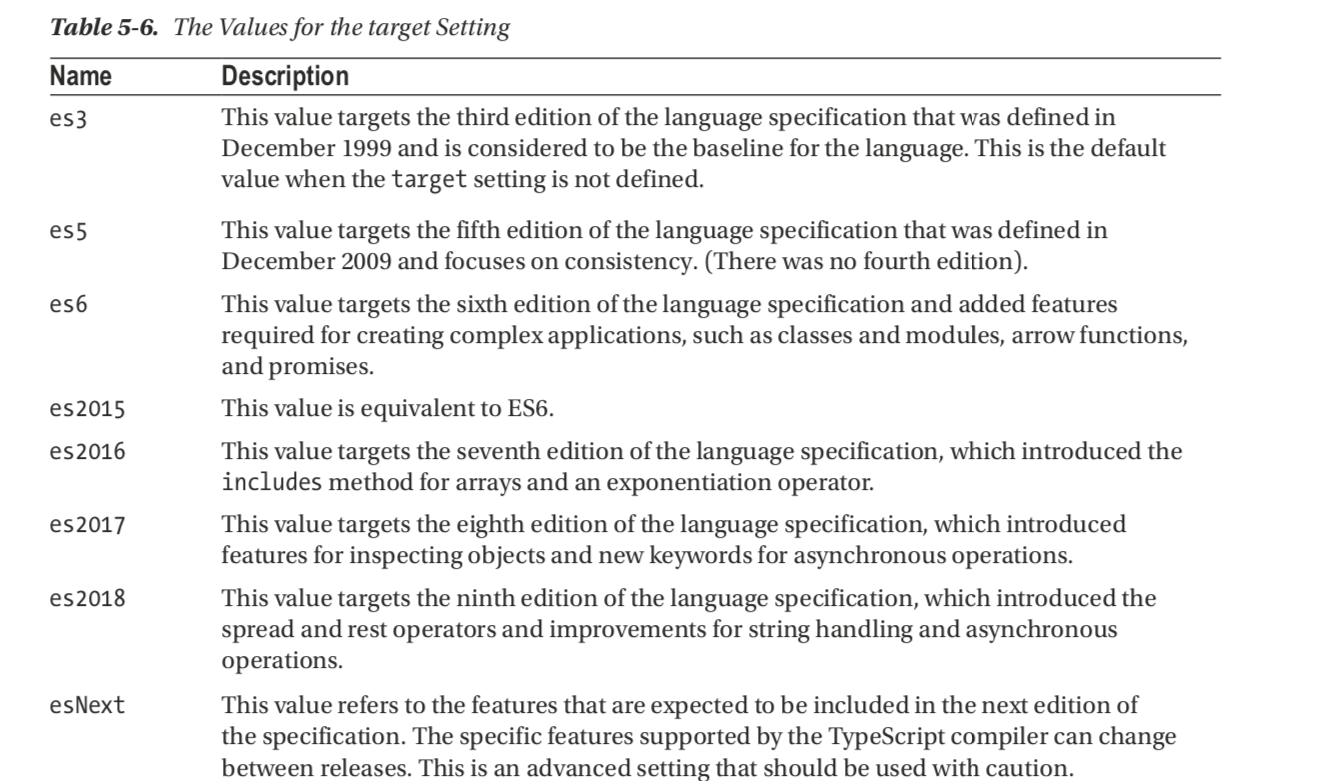 Table 5-6. The Values for the target Setting
Name Description
es3 This value targets the third edition of the language specification that was defined in
December 1999 and is considered to be the baseline for the language. This is the default
value when the target setting is not defined.
es5 This value targets the fifth edition of the language specification that was defined in
December 2009 and focuses on consistency. (There was no fourth edition).
es6 This value targets the sixth edition of the language specification and added features
required for creating complex applications, such as classes and modules, arrow functions,
and promises.
es2015 This value is equivalent to ES6.
es2016 This value targets the seventh edition of the language specification, which introduced the
includes method for arrays and an exponentiation operator.
es2017 This value targets the eighth edition of the language specification, which introduced
features for inspecting objects and new keywords for asynchronous operations.
es2018 This value targets the ninth edition of the language specification, which introduced the
spread and rest operators and improvements for string handling and asynchronous
operations.
esNext This value refers to the features that are expected to be included in the next edition of
the specification. The specific features supported by the TypeScript compiler can change
between releases. This is an advanced setting that should be used with caution.